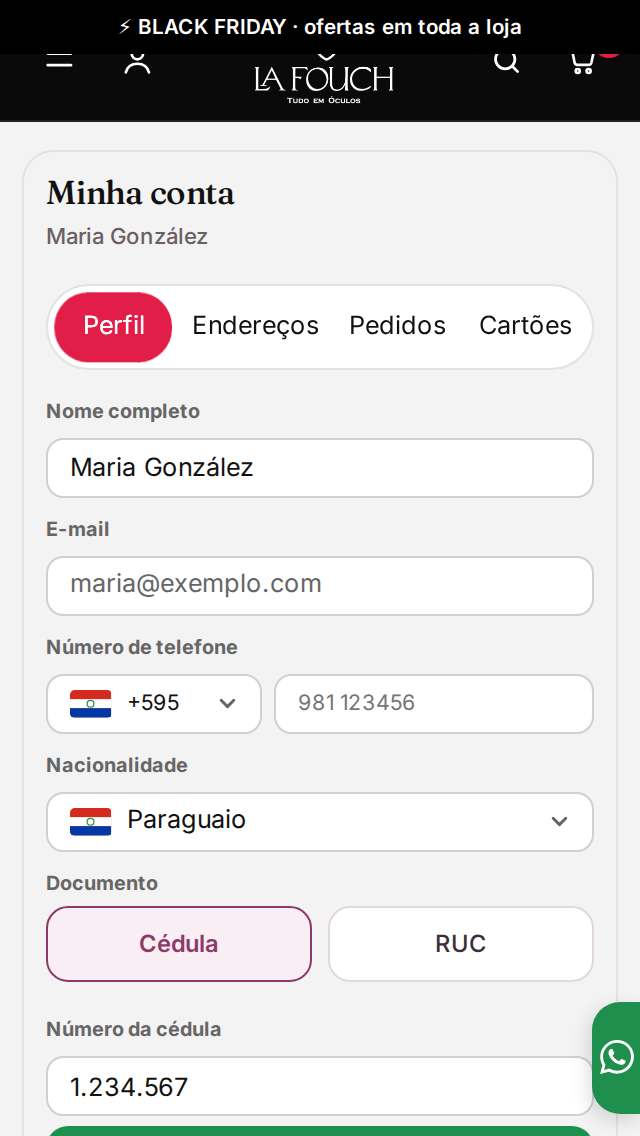 ⚡ BLACK FRIDAY · ofertas em toda a loja
LA FOUCH
Tudo em Óculos
Minha conta
Maria González
Perfil Endereços Pedidos Cartões
Nome completo
Maria González
E-mail
maria@exemplo.com
Número de telefone
+595 981 123456
Nacionalidade
Paraguaio
Documento
Cédula RUC
Número da cédula
1.234.567